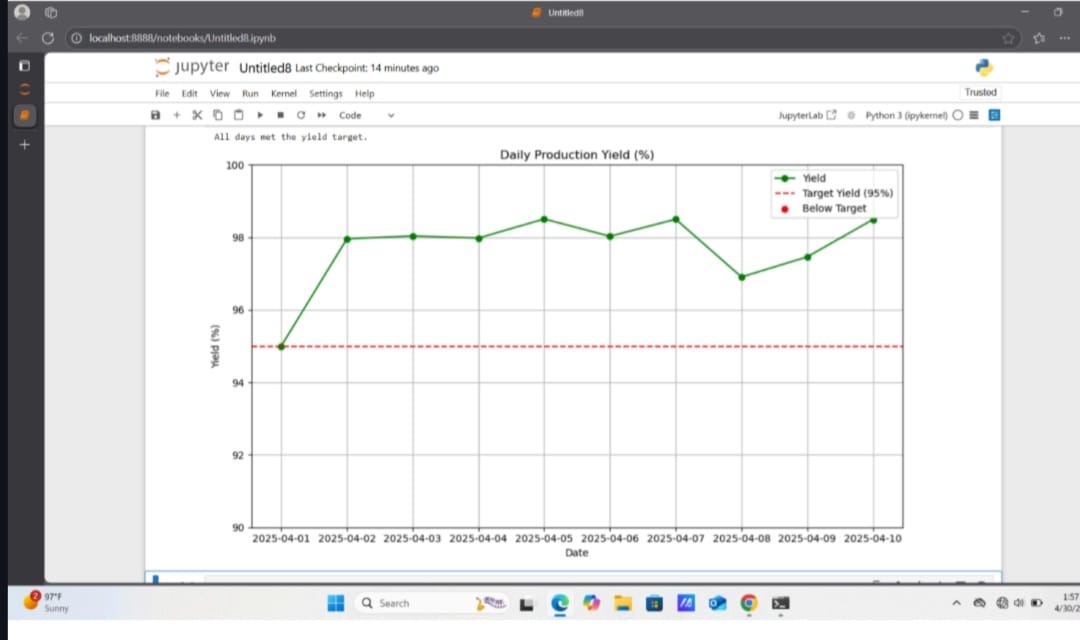 Untitled8
localhost:8888/notebooks/Untitled8.ipynb
jupyter Untitled8 Last Checkpoint: 14 minutes ago
File Edit View Run Kernel Settings Help
Trusted
Code
JupyterLab
Python 3 (ipykernel)
All days met the yield target.
Daily Production Yield (%)
Yield
Target Yield (95%)
Below Target
100
98
96
94
92
90
Yield (%)
2025-04-01 2025-04-02 2025-04-03 2025-04-04 2025-04-05 2025-04-06 2025-04-07 2025-04-08 2025-04-09 2025-04-10
Date
2
97°F
Sunny
Search
1:57
4/30/2